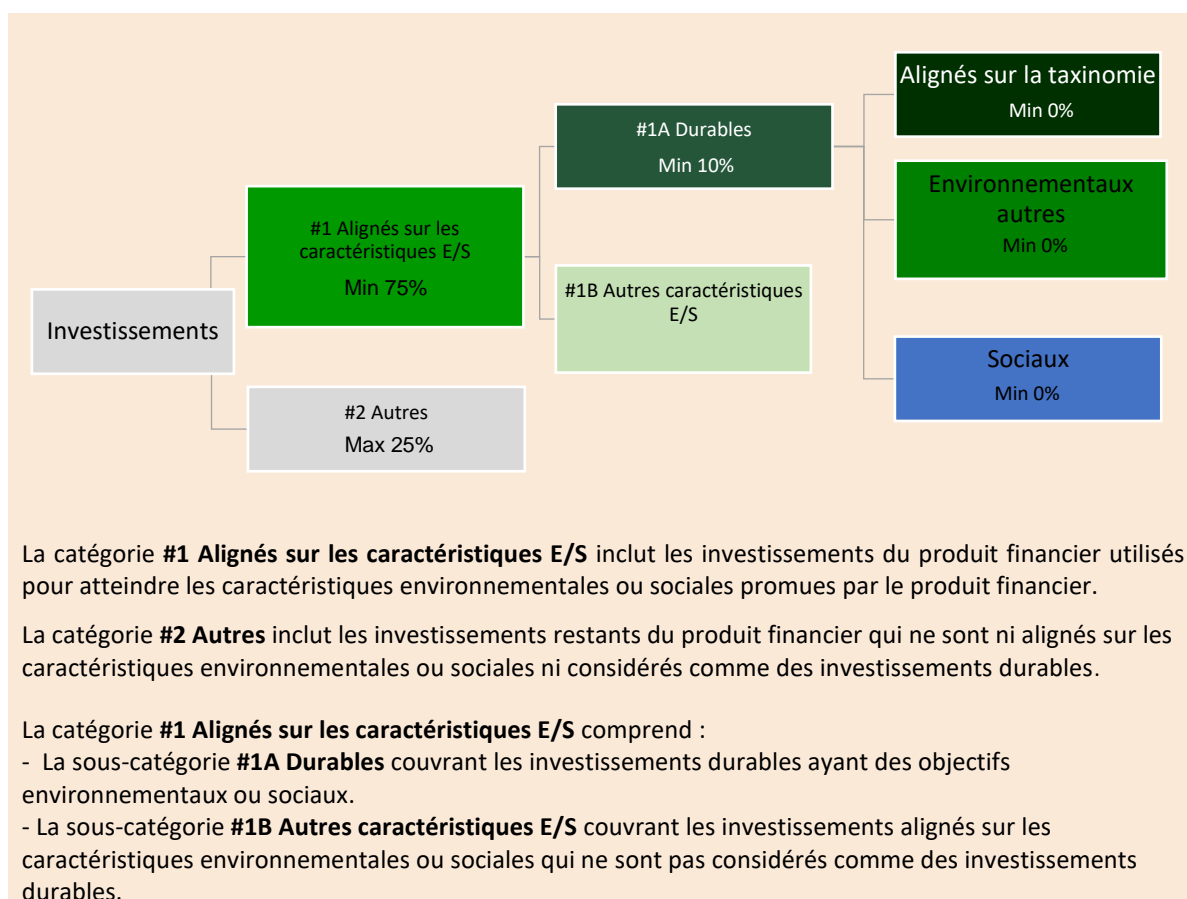 Investissements
#1 Alignés sur les
caractéristiques E/S
Min 75%
#2 Autres
Max 25%
#1A Durables
Min 10%
#1B Autres caractéristiques
E/S
Alignés sur la taxinomie
Min 0%
Environnementaux
autres
Min 0%
Sociaux
Min 0%
La catégorie #1 Alignés sur les caractéristiques E/S inclut les investissements du produit financier utilisés
pour atteindre les caractéristiques environnementales ou sociales promues par le produit financier.
La catégorie #2 Autres inclut les investissements restants du produit financier qui ne sont ni alignés sur les
caractéristiques environnementales ou sociales ni considérés comme des investissements durables.
La catégorie #1 Alignés sur les caractéristiques E/S comprend :
- La sous-catégorie #1A Durables couvrant les investissements durables ayant des objectifs
environnementaux ou sociaux.
- La sous-catégorie #1B Autres caractéristiques E/S couvrant les investissements alignés sur les
caractéristiques environnementales ou sociales qui ne sont pas considérés comme des investissements
durables.